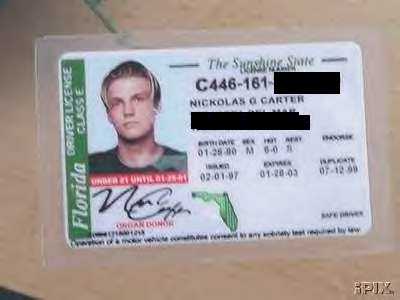 The Sunshine State
LICENSE NUMBER
C446-161-
NICKOLAS G CARTER
Florida
DRIVER LICENSE
CLASS E
BIRTH DATE SEX HGT REST ENDORSE
01-28-80 M 6-0
ISSUED EXPIRES DUPLICATE
02-01-97 01-28-03 07-12-99
UNDER 21 UNTIL 01-28-01
ORGAN DONOR
SAFE DRIVER
Operation of a motor vehicle constitutes consent to any sobriety test required by law
iPIX